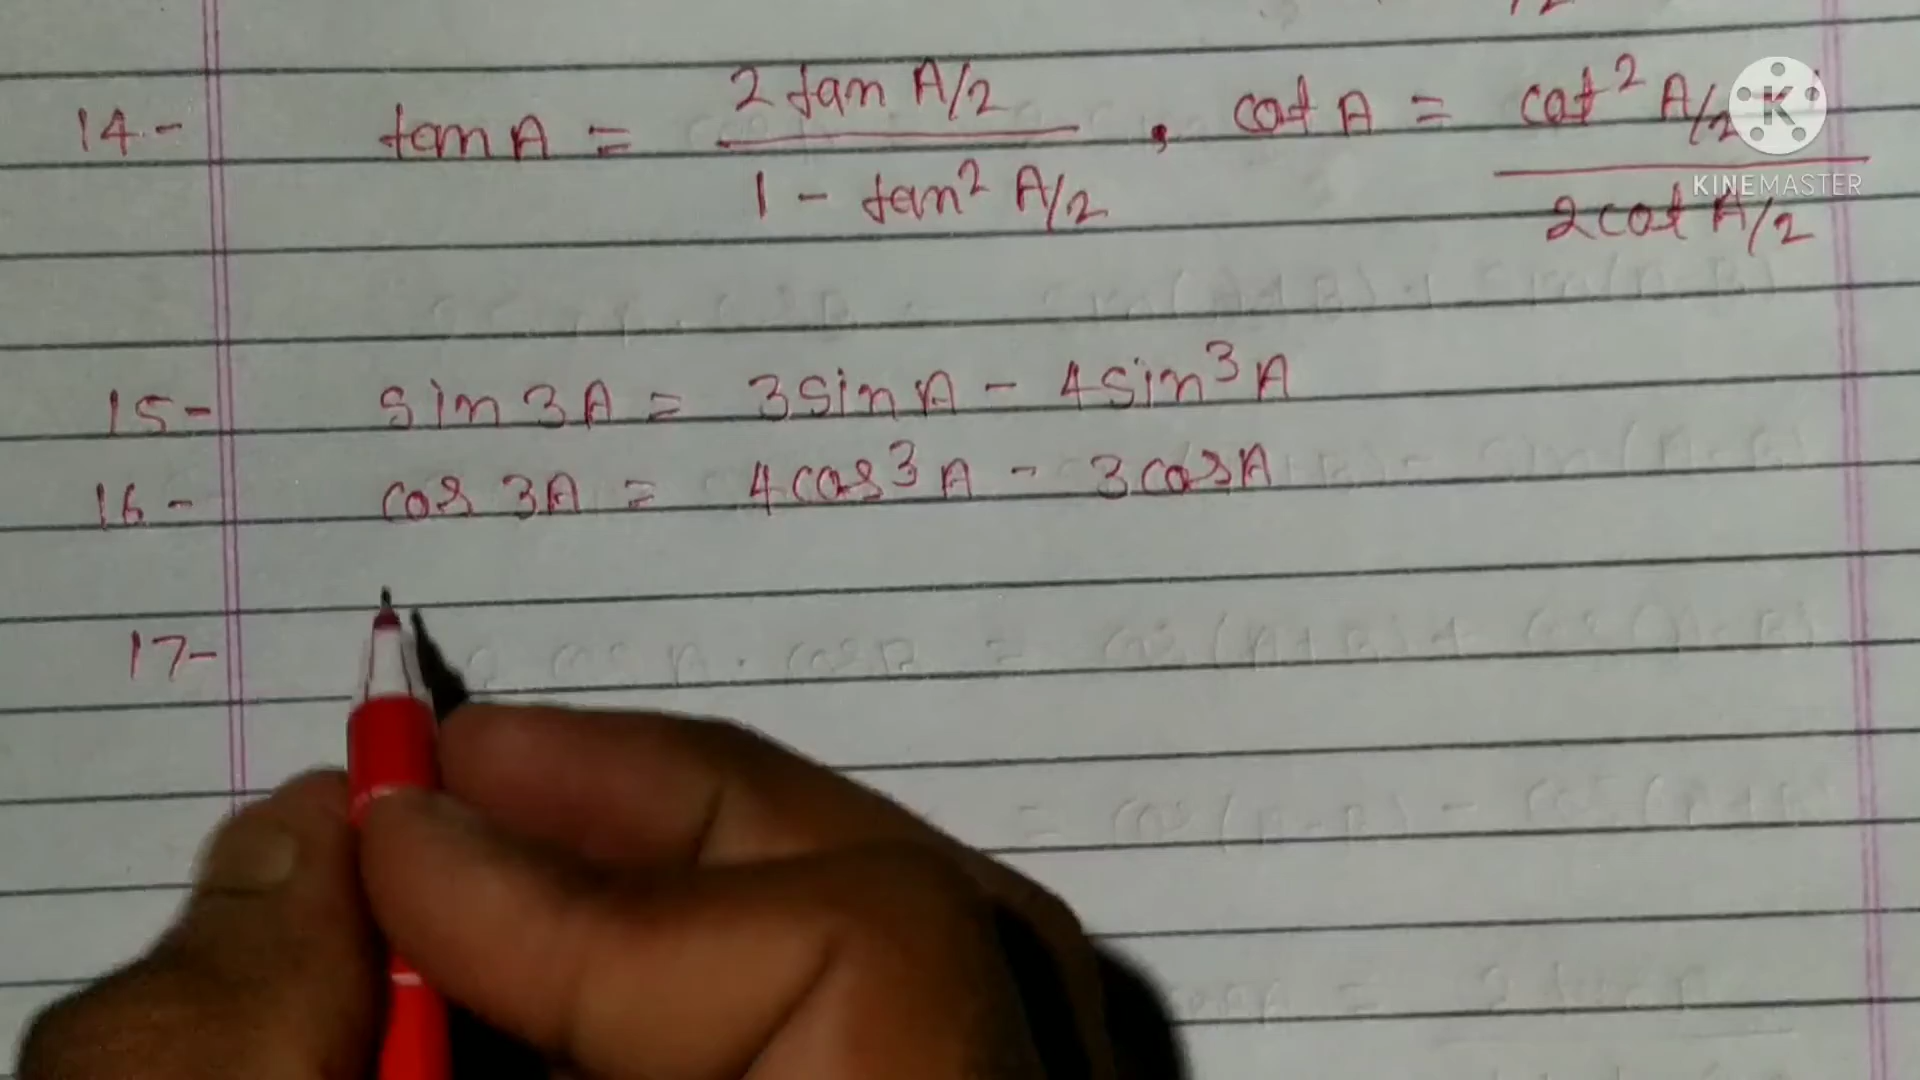 14- tan A = 2 tan A/2 / 1 - tan² A/2 , cot A = cot² A/2 / 2 cot A/2
K
KINEMASTER
15- sin 3A = 3 sin A - 4 sin³ A
16- cos 3A = 4 cos³ A - 3 cos A
17-